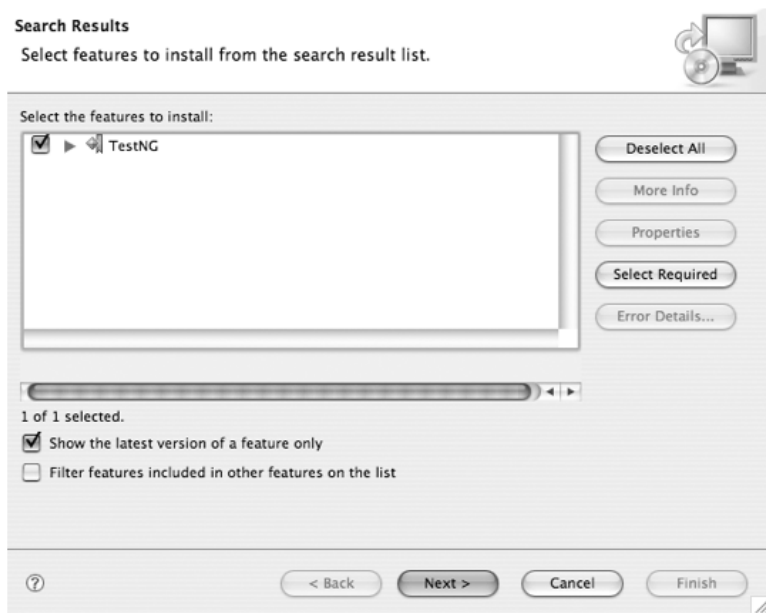 Search Results
Select features to install from the search result list.
Select the features to install:
TestNG
Deselect All
More Info
Properties
Select Required
Error Details...
1 of 1 selected.
Show the latest version of a feature only
Filter features included in other features on the list
?
< Back
Next >
Cancel
Finish